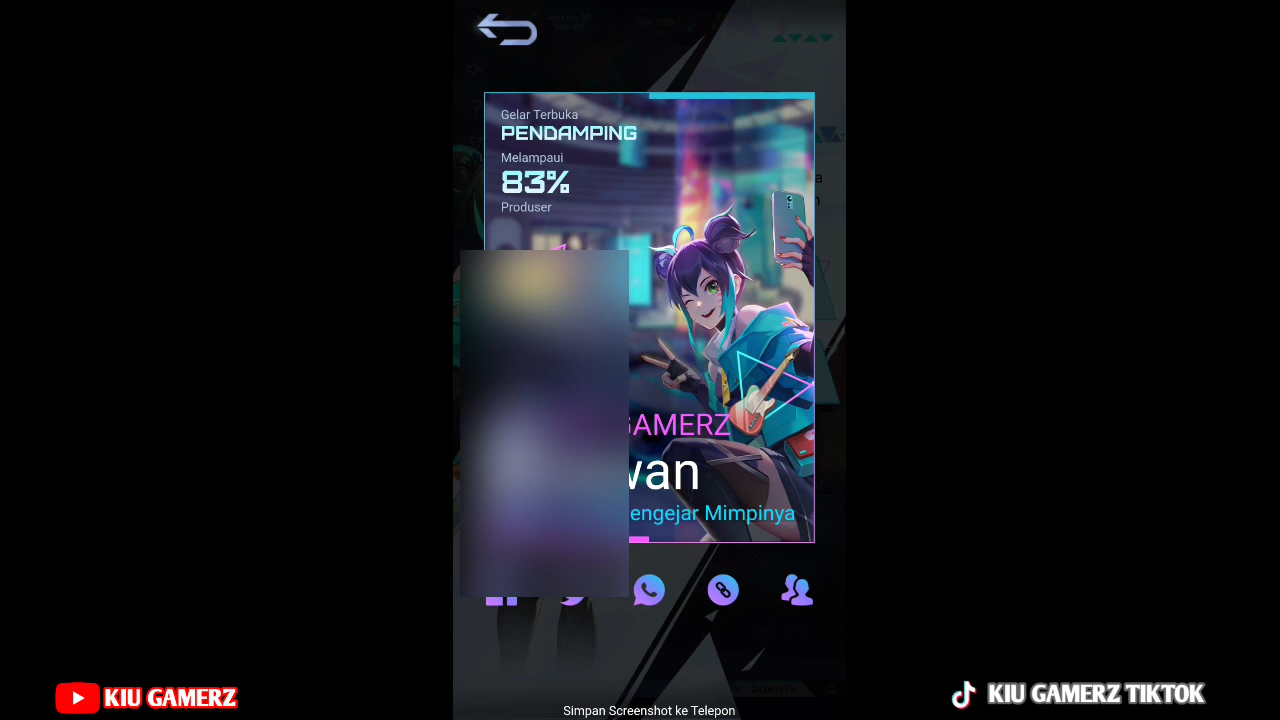 Gelar Terbuka
PENDAMPING
Melampaui
83%
Produser
GAMERZ
wan
engejar Mimpinya
KIU GAMERZ
KIU GAMERZ TIKTOK
Simpan Screenshot ke Telepon